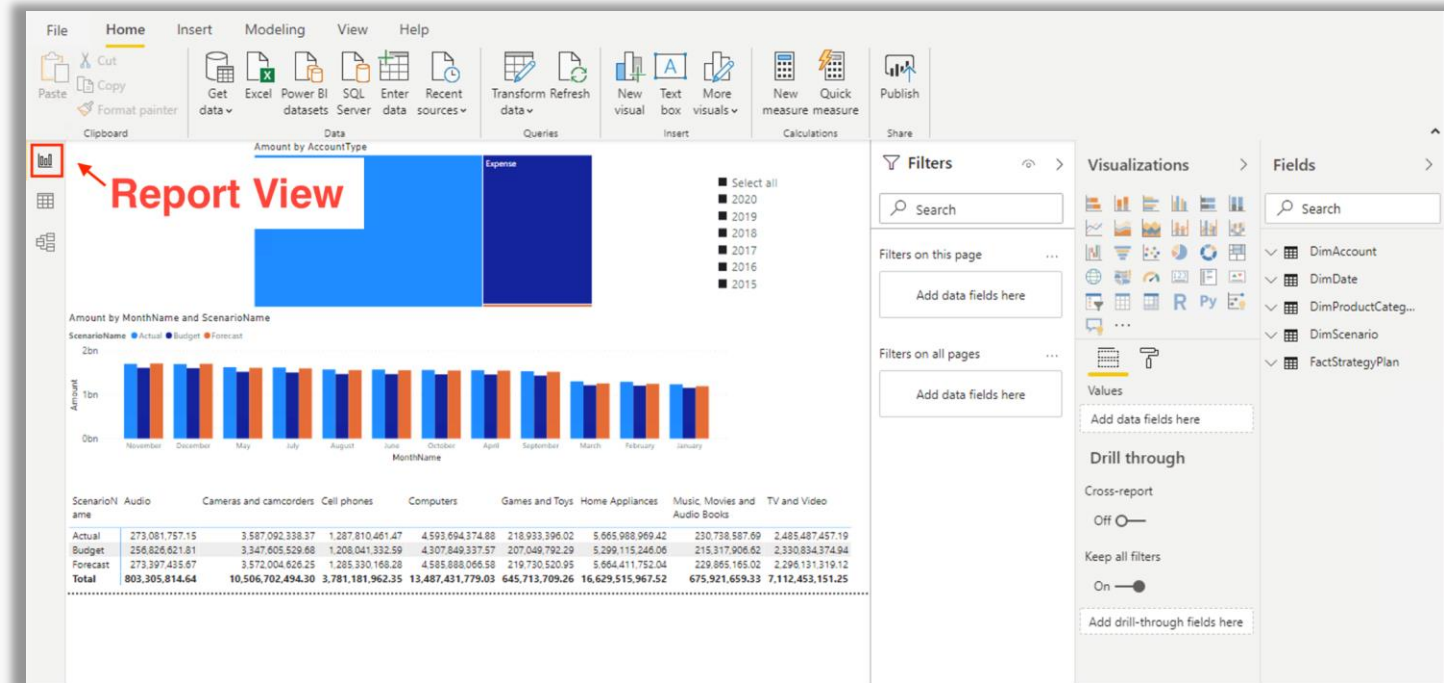 File Home Insert Modeling View Help
Paste
Cut
Copy
Format painter
Get data
Excel
Power BI datasets
SQL Server
Enter data
Recent sources
Transform data
Refresh
New visual
Text box
More visuals
New measure
Quick measure
Publish
Clipboard Data Queries Insert Calculations Share
Report View
Amount by AccountType
Expense
Select all
2020
2019
2018
2017
2016
2015
Amount by MonthName and ScenarioName
ScenarioName Actual Budget Forecast
2bn
1bn
0bn
Amount
November December May July August June October April September March February January
MonthName
ScenarioName Audio Cameras and camcorders Cell phones Computers Games and Toys Home Appliances Music, Movies and Audio Books TV and Video
Actual 273,081,757.15 3,587,092,338.37 1,287,810,461.47 4,593,694,374.88 218,933,396.02 5,665,988,969.42 230,738,587.69 2,485,487,457.19
Budget 256,826,621.81 3,347,605,529.68 1,208,041,332.59 4,307,849,337.57 207,049,792.29 5,299,115,246.06 215,317,906.62 2,330,834,374.94
Forecast 273,397,435.67 3,572,004,626.25 1,285,330,168.28 4,585,888,066.58 219,730,520.95 5,664,411,752.04 229,865,165.02 2,296,131,319.12
Total 803,305,814.64 10,506,702,494.30 3,781,181,962.35 13,487,431,779.03 645,713,709.26 16,629,515,967.52 675,921,659.33 7,112,453,151.25
Filters
Search
Filters on this page ...
Add data fields here
Filters on all pages ...
Add data fields here
Visualizations
123
R Py
...
Values
Add data fields here
Drill through
Cross-report
Off
Keep all filters
On
Add drill-through fields here
Fields
Search
DimAccount
DimDate
DimProductCateg...
DimScenario
FactStrategyPlan